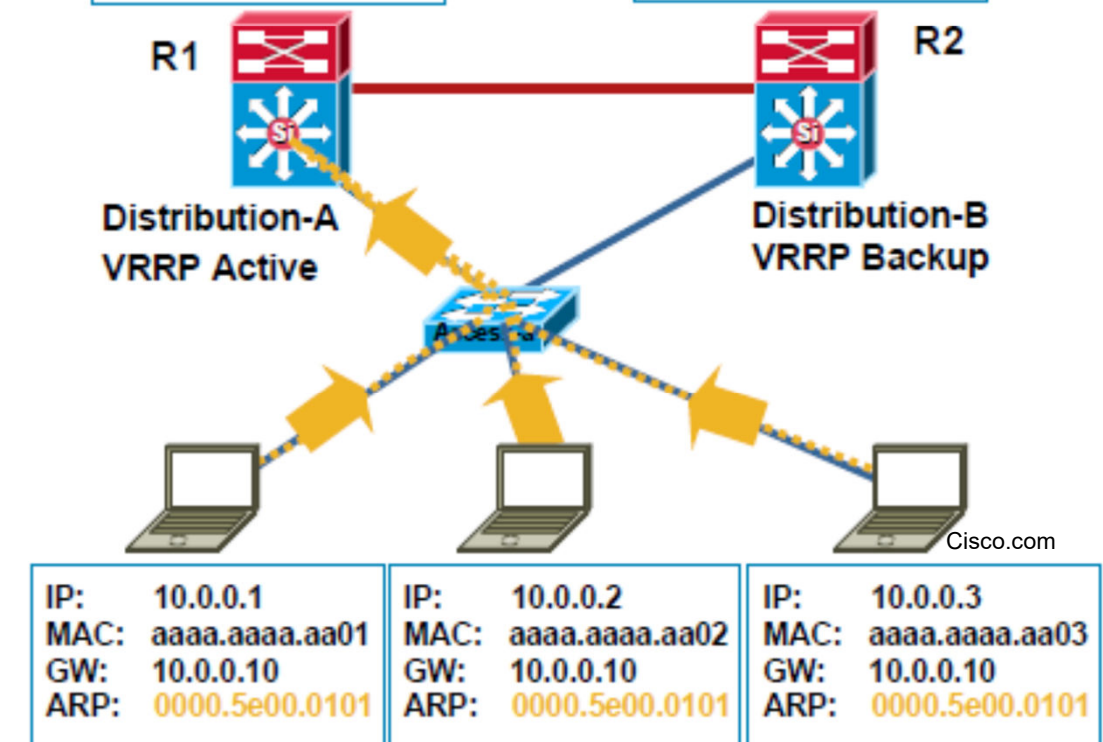 R1
R2
Si
Si
Distribution-A
VRRP Active
Distribution-B
VRRP Backup
Access-a
Cisco.com
IP: 10.0.0.1
MAC: aaaa.aaaa.aa01
GW: 10.0.0.10
ARP: 0000.5e00.0101
IP: 10.0.0.2
MAC: aaaa.aaaa.aa02
GW: 10.0.0.10
ARP: 0000.5e00.0101
IP: 10.0.0.3
MAC: aaaa.aaaa.aa03
GW: 10.0.0.10
ARP: 0000.5e00.0101